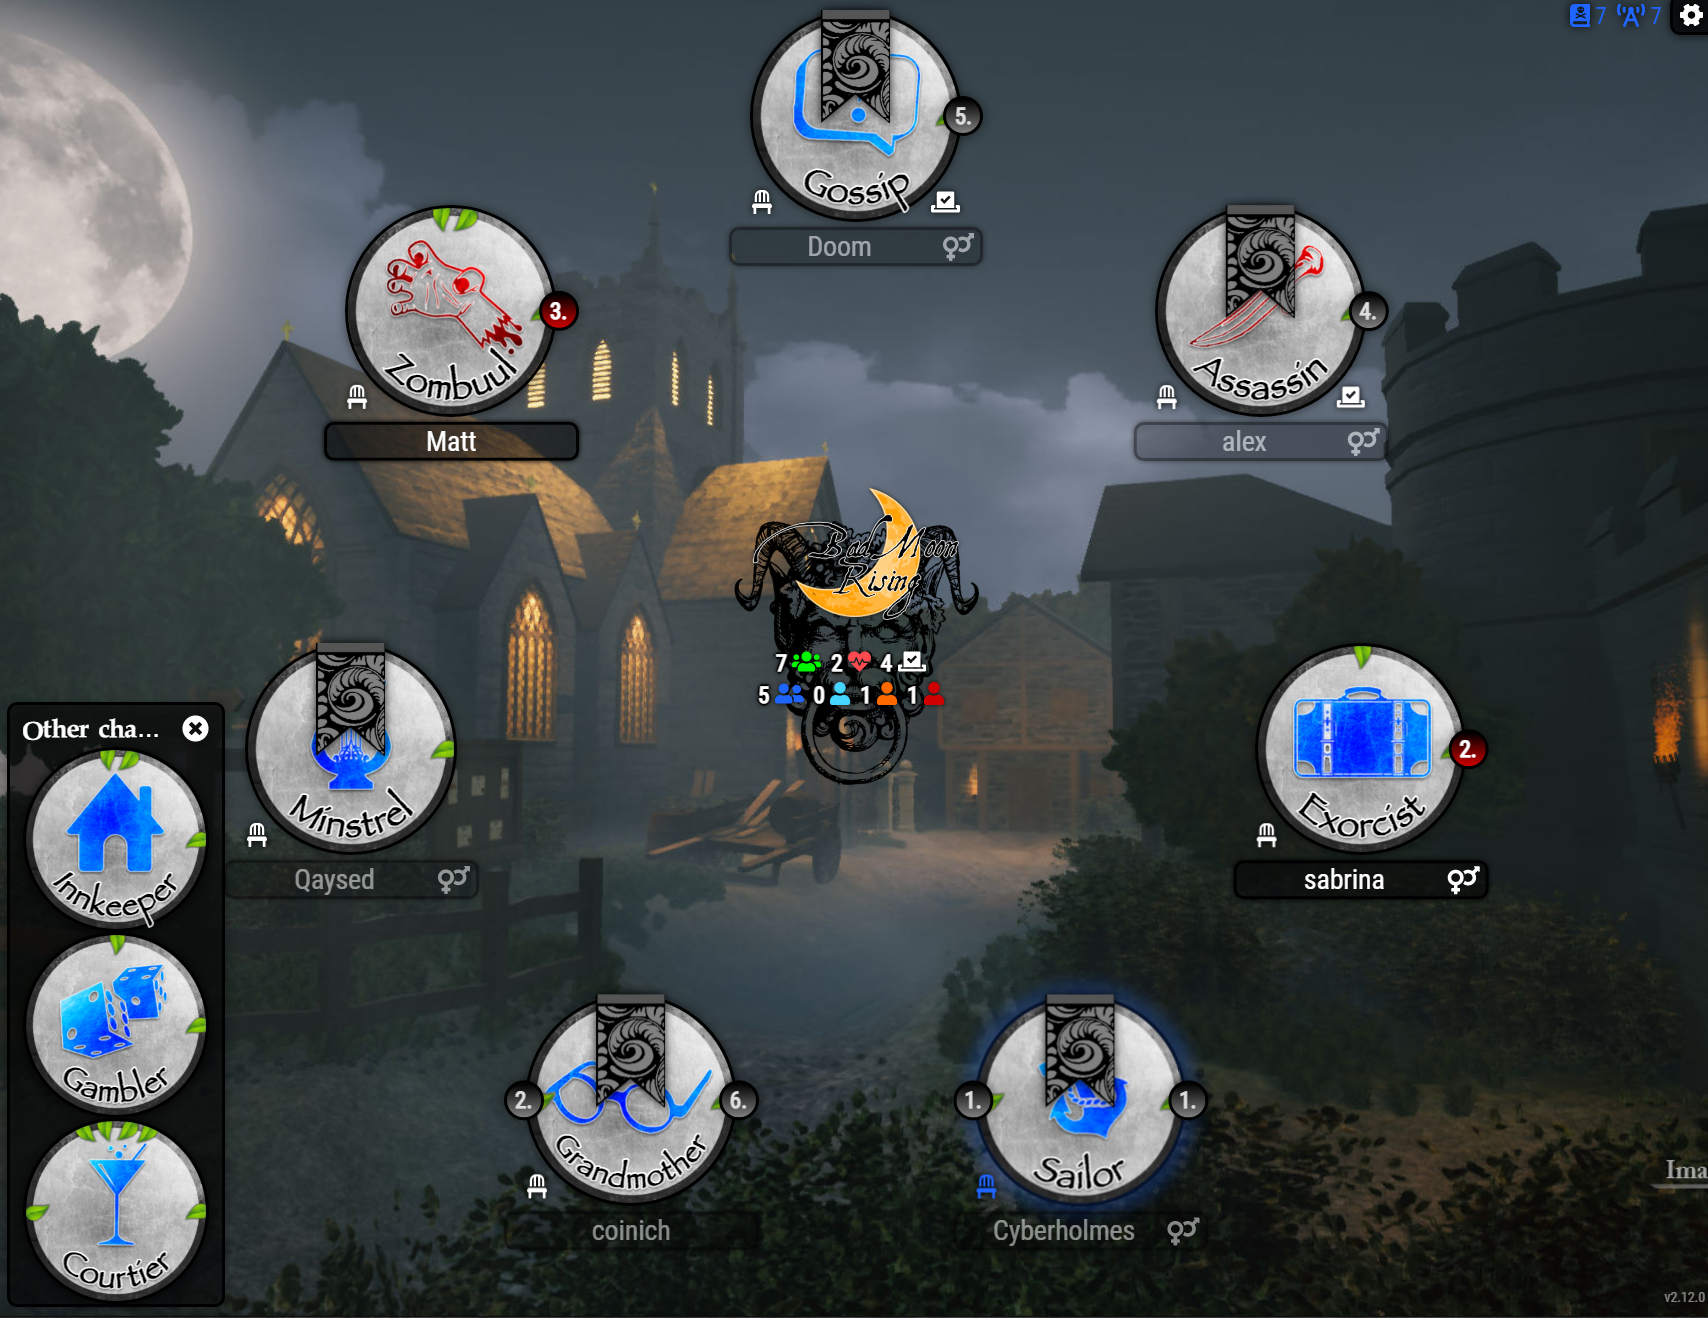 7 7
5.
Gossip
Doom
3.
Zombuul
Matt
4.
Assassin
alex
Bad Moon
Rising
7 2 4
5 0 1 1
Other cha...
Innkeeper
Gambler
Courtier
Minstrel
Qaysed
2.
Exorcist
sabrina
2. 6.
Grandmother
coinich
1. 1.
Sailor
Cyberholmes
Ima
v2.12.0